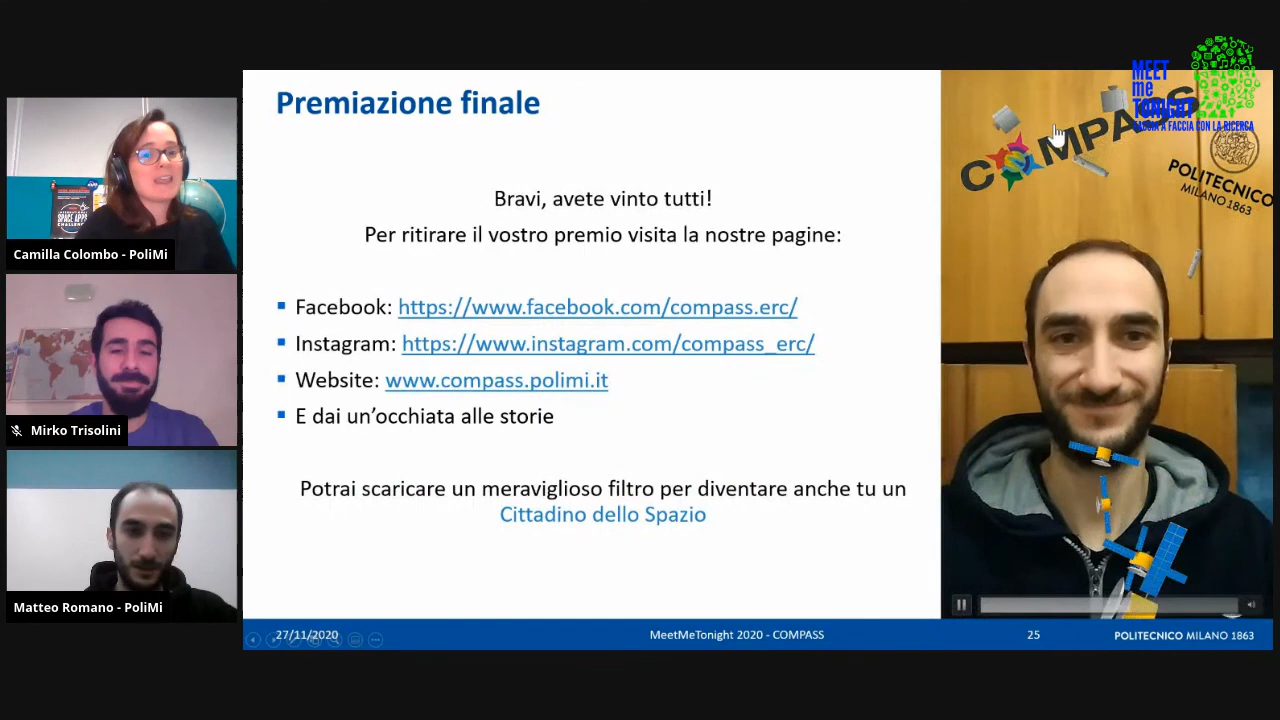 Premiazione finale
Bravi, avete vinto tutti!
Per ritirare il vostro premio visita la nostre pagine:
Facebook: https://www.facebook.com/compass.erc/
Instagram: https://www.instagram.com/compass_erc/
Website: www.compass.polimi.it
E dai un’occhiata alle storie
Potrai scaricare un meraviglioso filtro per diventare anche tu un
Cittadino dello Spazio
27/11/2020
MeetMeTonight 2020 - COMPASS
25
POLITECNICO MILANO 1863
MEET
me
TONIGHT
FACCIA A FACCIA CON LA RICERCA
COMPASS
POLITECNICO
MILANO 1863
SPACE APPS
CHALLENGE
Camilla Colombo - PoliMi
Mirko Trisolini
Matteo Romano - PoliMi